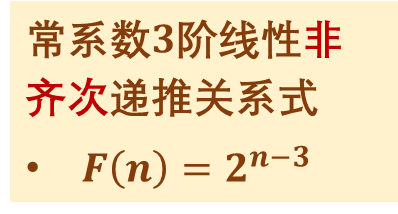 常系数3阶线性非
齐次递推关系式
• F(n) = 2^{n-3}